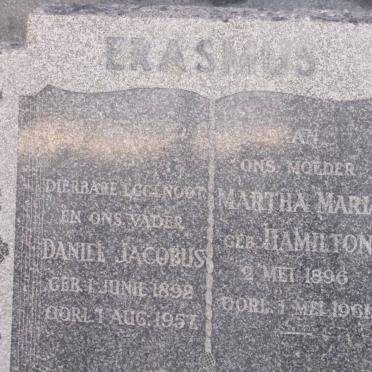 ERASMUS
DIERBARE EGGENOOT
EN ONS VADER
DANIEL JACOBUS
GEB. 1 JUNIE 1892
OORL. 1 AUG. 1957
AAN
ONS MOEDER
MARTHA MARIA
GEB. HAMILTON
2 MEI 1896
OORL. 1 MEI 1961